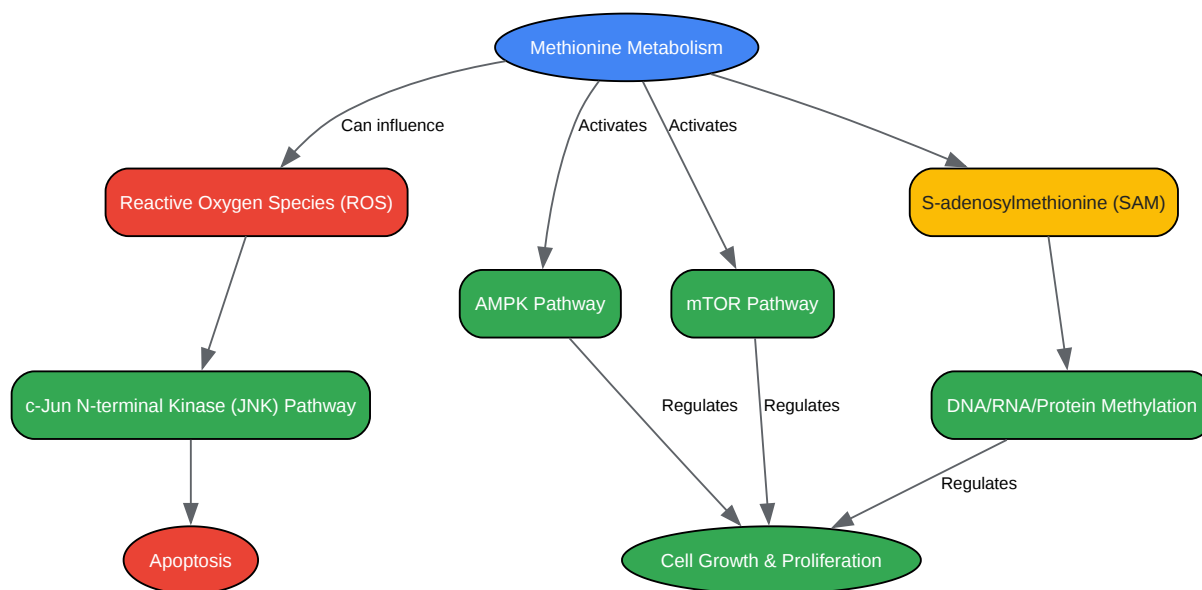 Methionine Metabolism
Can influence
Activates
Activates
Reactive Oxygen Species (ROS)
S-adenosylmethionine (SAM)
AMPK Pathway
mTOR Pathway
c-Jun N-terminal Kinase (JNK) Pathway
Regulates
Regulates
DNA/RNA/Protein Methylation
Regulates
Apoptosis
Cell Growth & Proliferation